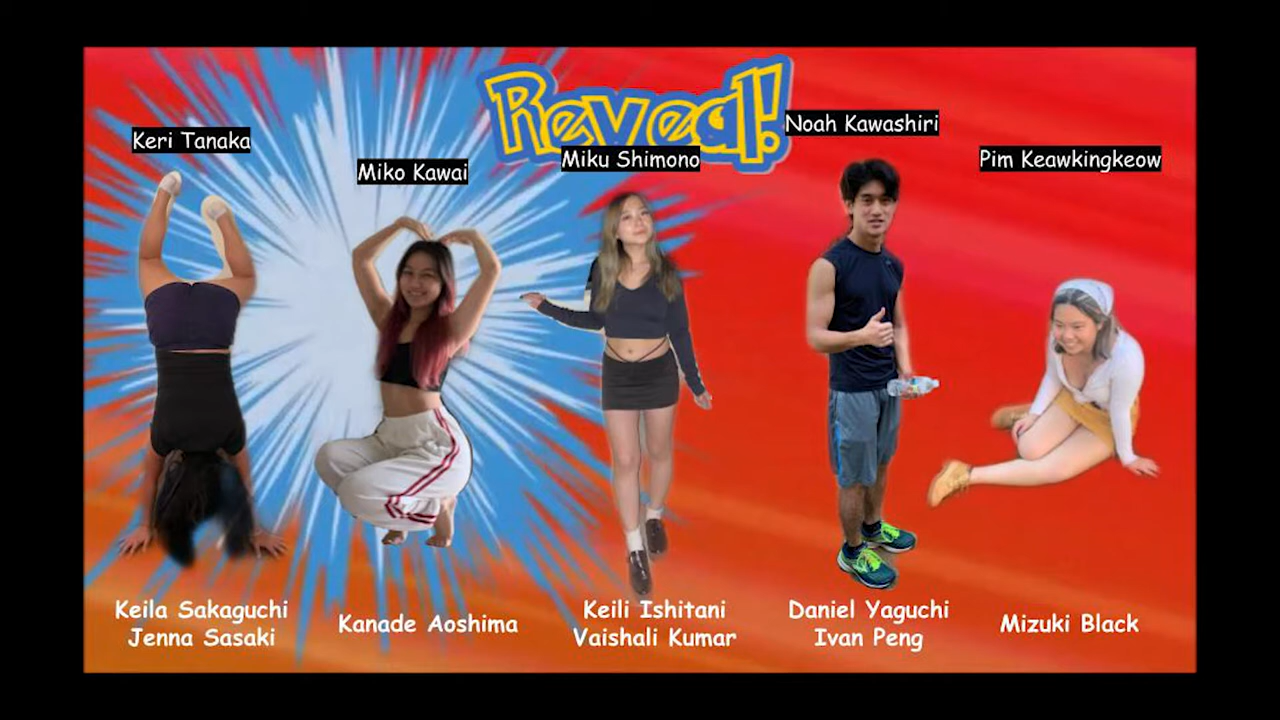 Reveal!
Keri Tanaka
Miko Kawai
Miku Shimono
Noah Kawashiri
Pim Keawkingkeow
Keila Sakaguchi
Jenna Sasaki
Kanade Aoshima
Keili Ishitani
Vaishali Kumar
Daniel Yaguchi
Ivan Peng
Mizuki Black